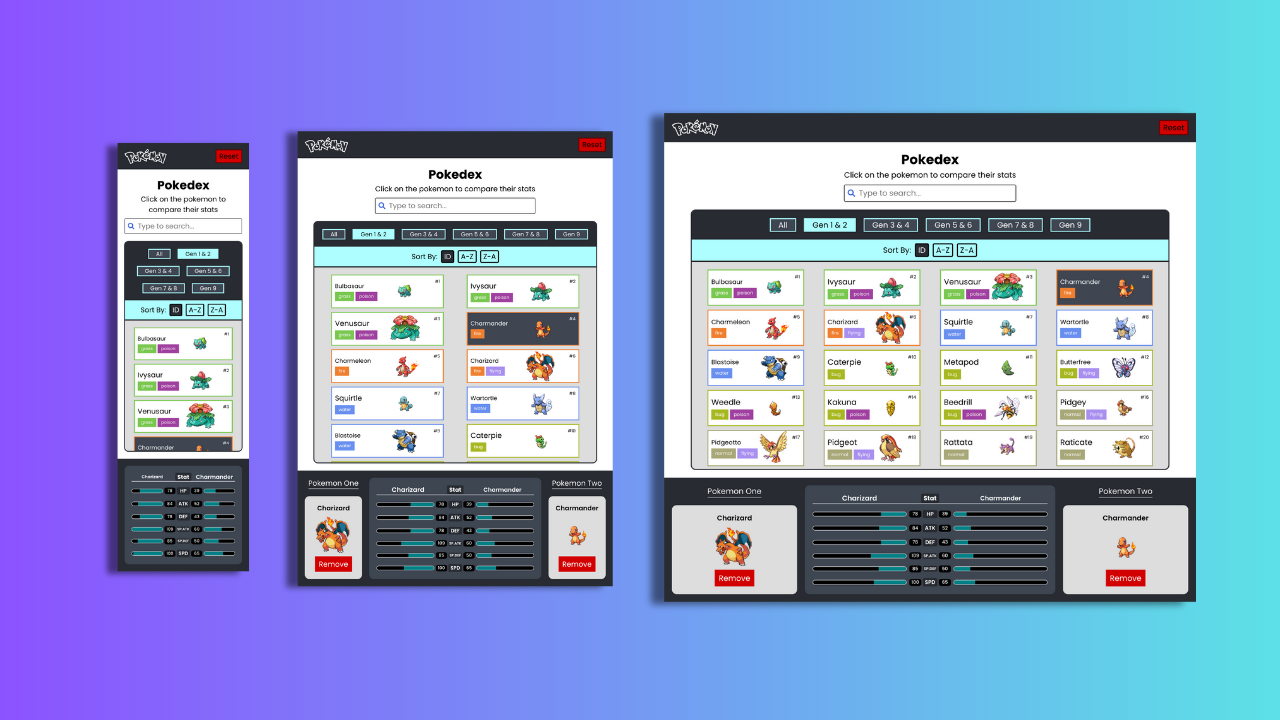 Pokémon Reset
Pokedex
Click on the pokemon to
compare their stats
Type to search...
All Gen 1 & 2
Gen 3 & 4 Gen 5 & 6
Gen 7 & 8 Gen 9
Sort By: ID A-Z Z-A
Bulbasaur #1
grass poison
Ivysaur #2
grass poison
Venusaur #3
grass poison
Charmander #4
Charizard Stat Charmander
78 HP 39
84 ATK 52
78 DEF 43
109 SP.ATK 60
85 SP.DEF 50
100 SPD 65
Pokémon Reset
Pokedex
Click on the pokemon to compare their stats
Type to search...
All Gen 1 & 2 Gen 3 & 4 Gen 5 & 6 Gen 7 & 8 Gen 9
Sort By: ID A-Z Z-A
Bulbasaur #1 Ivysaur #2
grass poison grass poison
Venusaur #3 Charmander #4
grass poison fire
Charmeleon #5 Charizard #6
fire fire flying
Squirtle #7 Wartortle #8
water water
Blastoise #9 Caterpie #10
water bug
Pokemon One Pokemon Two
Charizard Charizard Stat Charmander Charmander
78 HP 39
84 ATK 52
78 DEF 43
109 SP.ATK 60
85 SP.DEF 50
100 SPD 65
Remove Remove
Pokémon Reset
Pokedex
Click on the pokemon to compare their stats
Type to search...
All Gen 1 & 2 Gen 3 & 4 Gen 5 & 6 Gen 7 & 8 Gen 9
Sort By: ID A-Z Z-A
Bulbasaur #1 Ivysaur #2 Venusaur #3 Charmander #4
grass poison grass poison grass poison fire
Charmeleon #5 Charizard #6 Squirtle #7 Wartortle #8
fire fire flying water water
Blastoise #9 Caterpie #10 Metapod #11 Butterfree #12
water bug bug bug flying
Weedle #13 Kakuna #14 Beedrill #15 Pidgey #16
bug poison bug poison bug poison normal flying
Pidgeotto #17 Pidgeot #18 Rattata #19 Raticate #20
normal flying normal flying normal normal
Pokemon One Pokemon Two
Charizard Charizard Stat Charmander Charmander
78 HP 39
84 ATK 52
78 DEF 43
109 SP.ATK 60
85 SP.DEF 50
100 SPD 65
Remove Remove